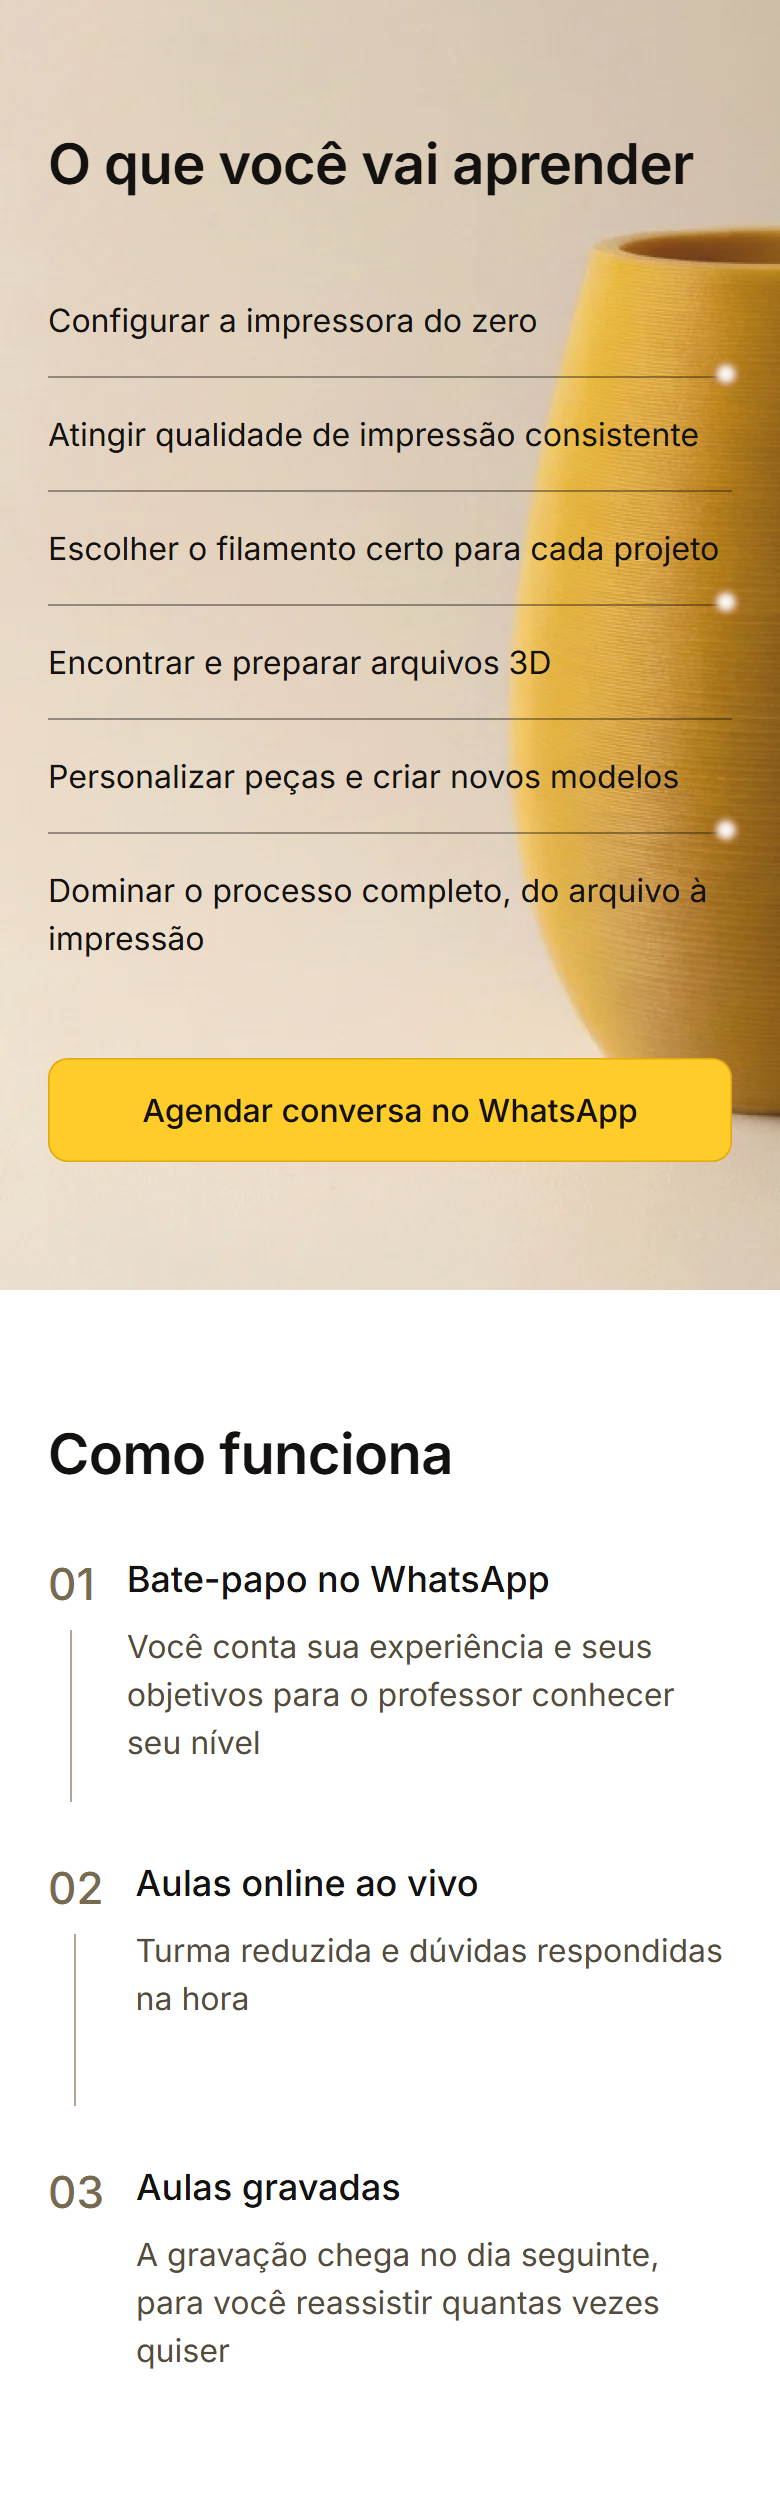 O que você vai aprender
Configurar a impressora do zero
Atingir qualidade de impressão consistente
Escolher o filamento certo para cada projeto
Encontrar e preparar arquivos 3D
Personalizar peças e criar novos modelos
Dominar o processo completo, do arquivo à
impressão
Agendar conversa no WhatsApp
Como funciona
01 Bate-papo no WhatsApp
Você conta sua experiência e seus
objetivos para o professor conhecer
seu nível
02 Aulas online ao vivo
Turma reduzida e dúvidas respondidas
na hora
03 Aulas gravadas
A gravação chega no dia seguinte,
para você reassistir quantas vezes
quiser